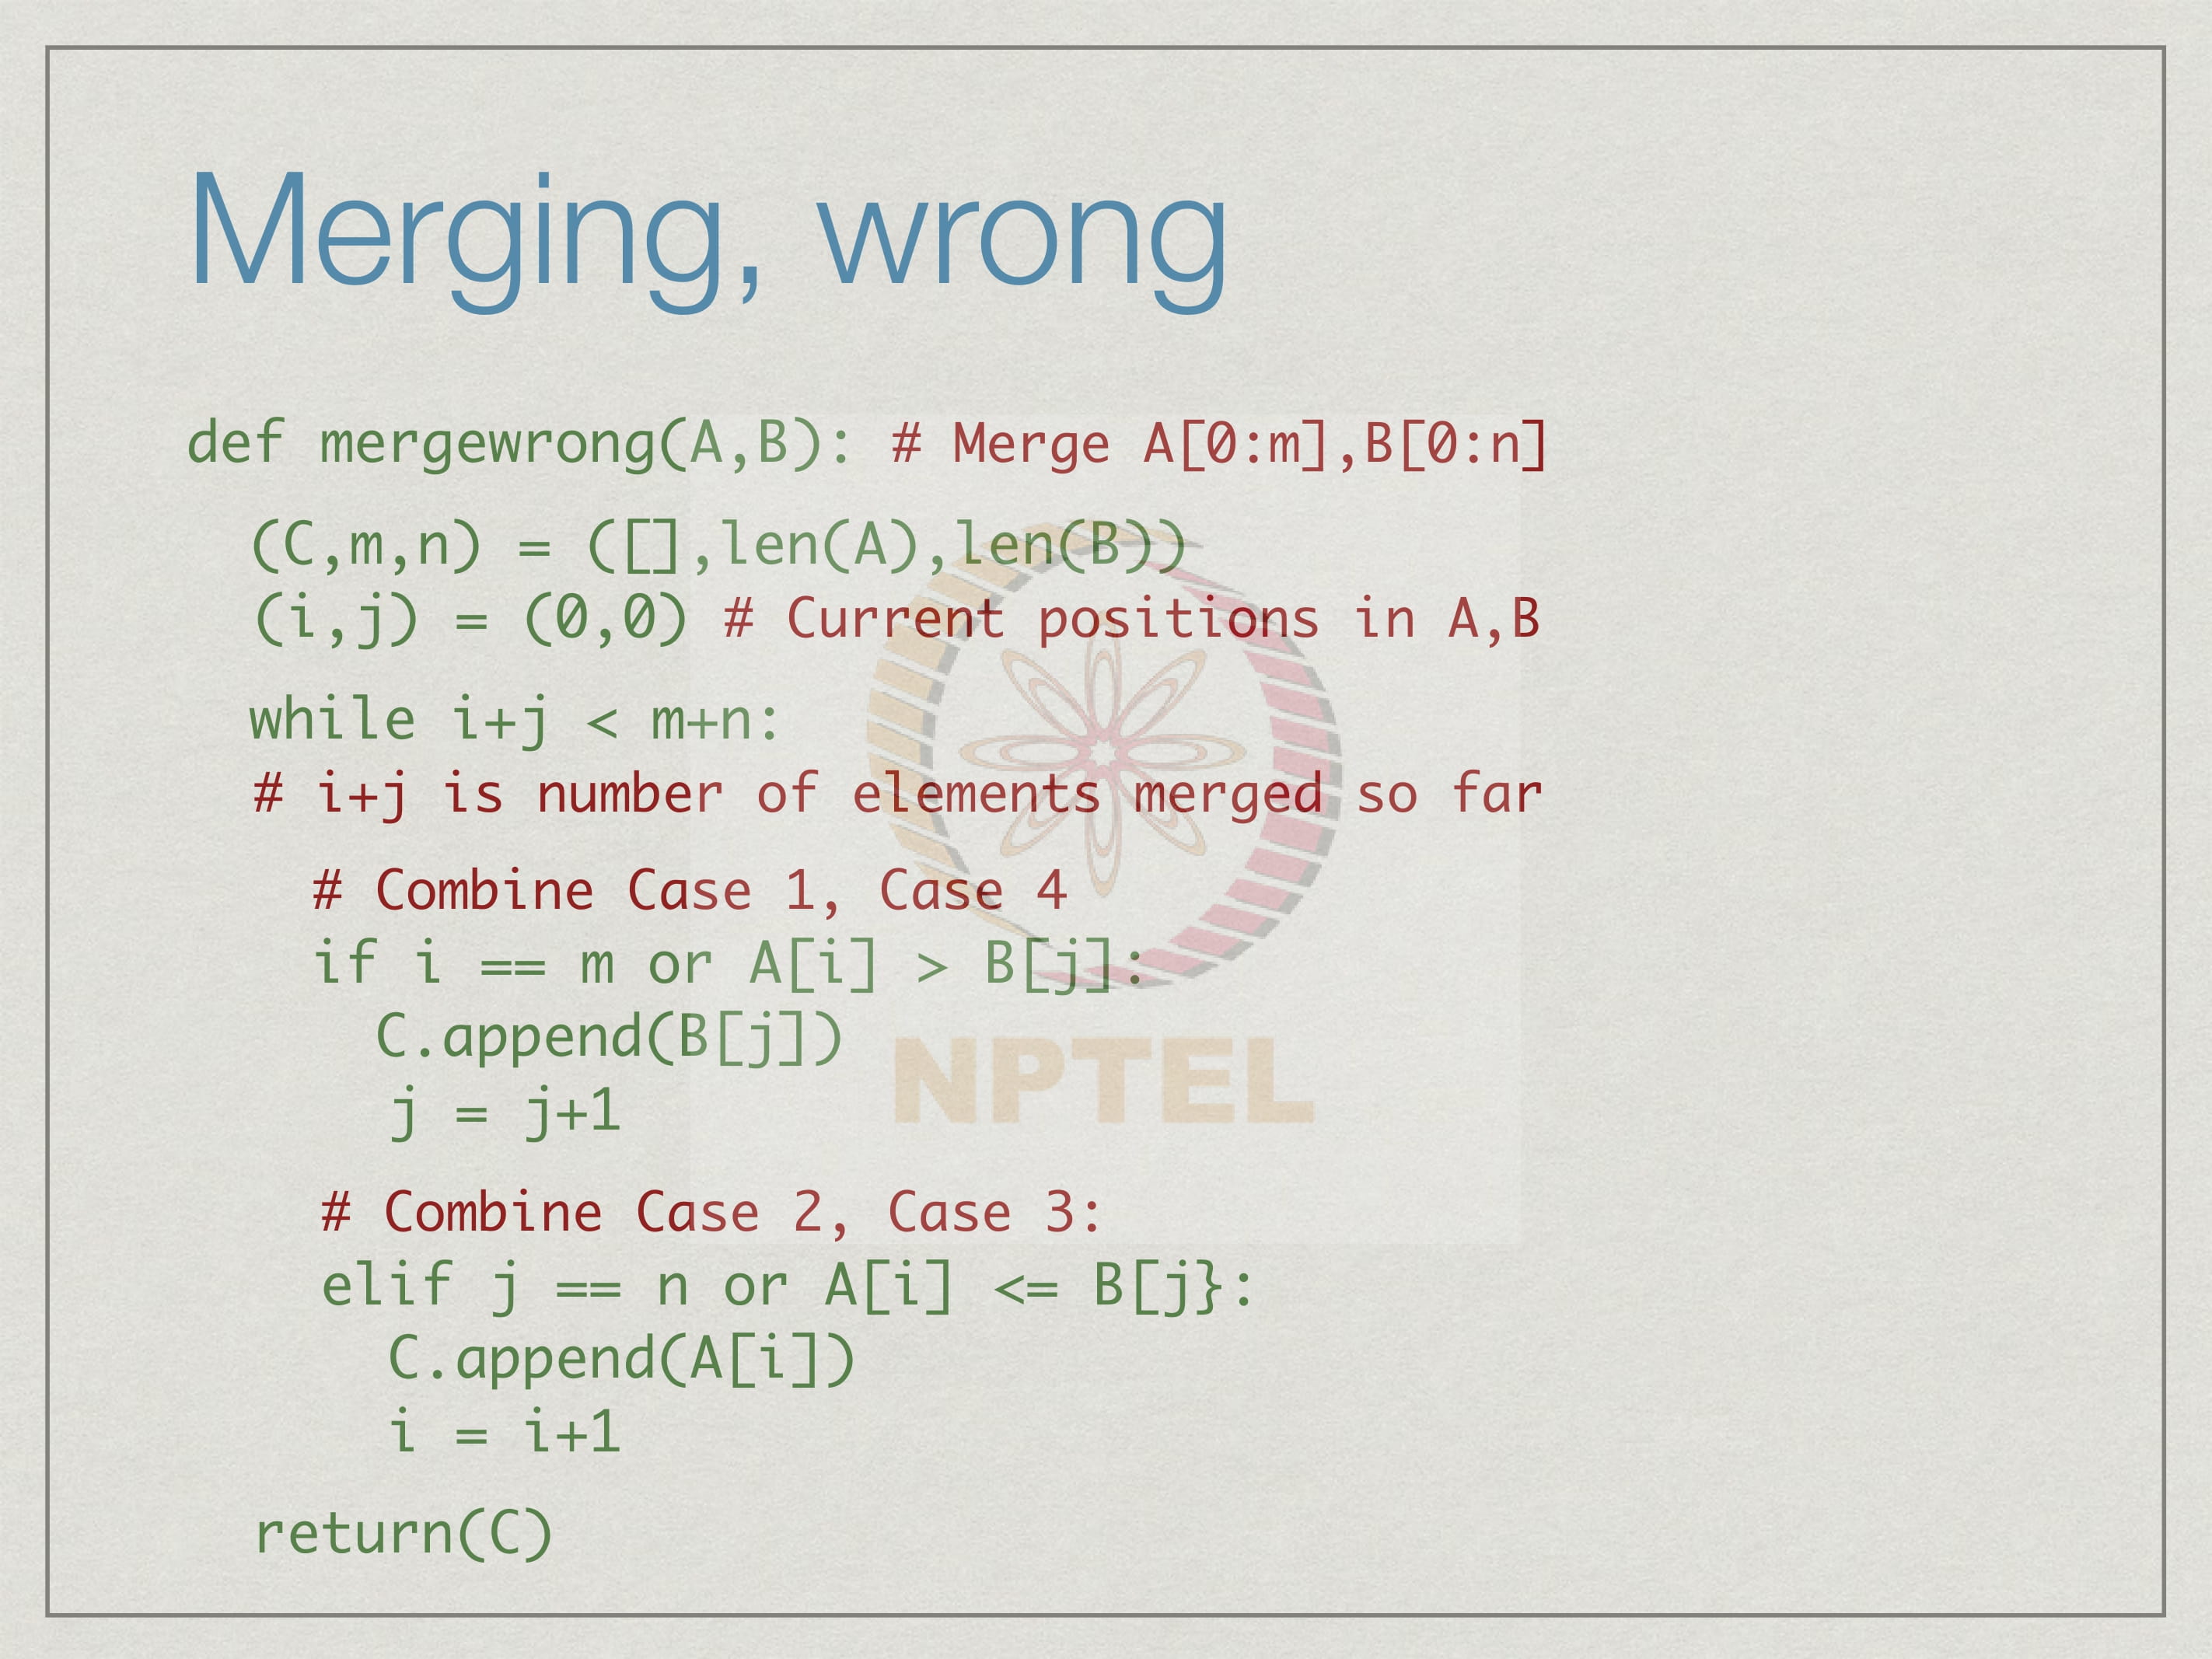 Merging, wrong
def mergewrong(A,B): # Merge A[0:m],B[0:n]
(C,m,n) = ([],len(A),len(B))
(i,j) = (0,0) # Current positions in A,B
while i+j < m+n:
# i+j is number of elements merged so far
# Combine Case 1, Case 4
if i == m or A[i] > B[j]:
C.append(B[j])
j = j+1
NPTEL
# Combine Case 2, Case 3:
elif j == n or A[i] <= B[j}:
C.append(A[i])
i = i+1
return(C)